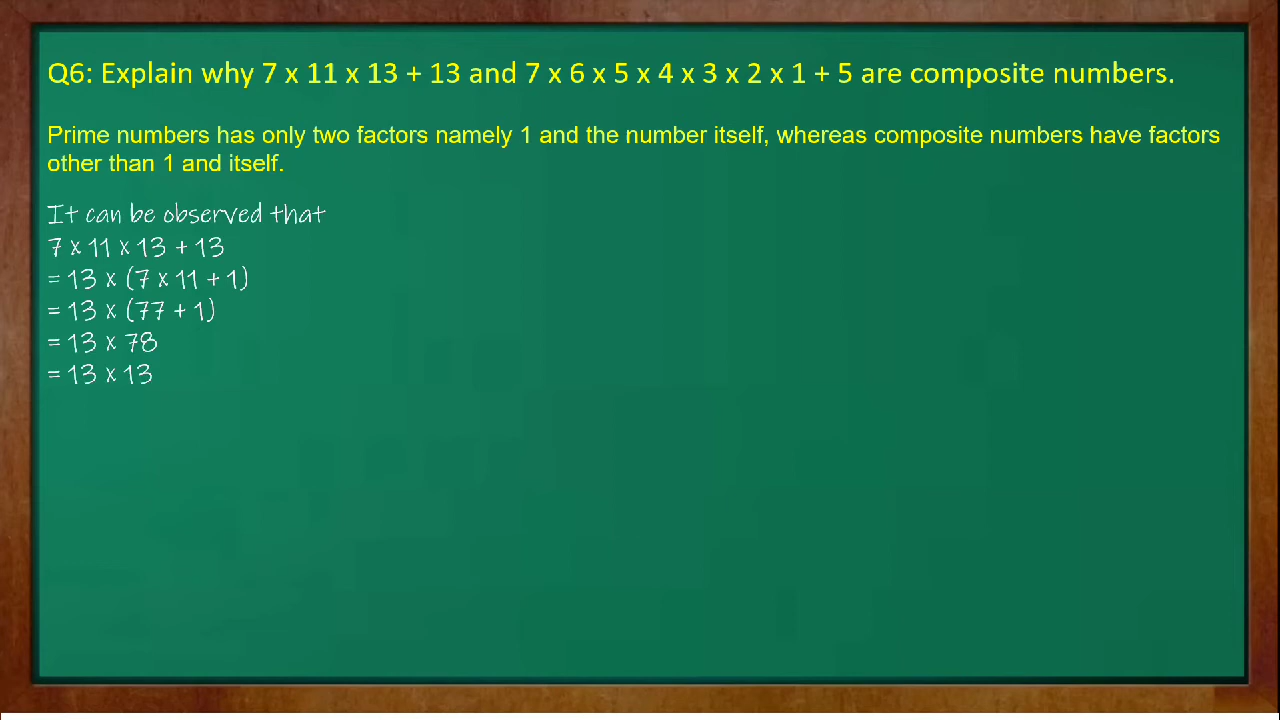 Q6: Explain why 7 x 11 x 13 + 13 and 7 x 6 x 5 x 4 x 3 x 2 x 1 + 5 are composite numbers.
Prime numbers has only two factors namely 1 and the number itself, whereas composite numbers have factors
other than 1 and itself.
It can be observed that
7 x 11 x 13 + 13
= 13 x (7 x 11 + 1)
= 13 x (77 + 1)
= 13 x 78
= 13 x 13